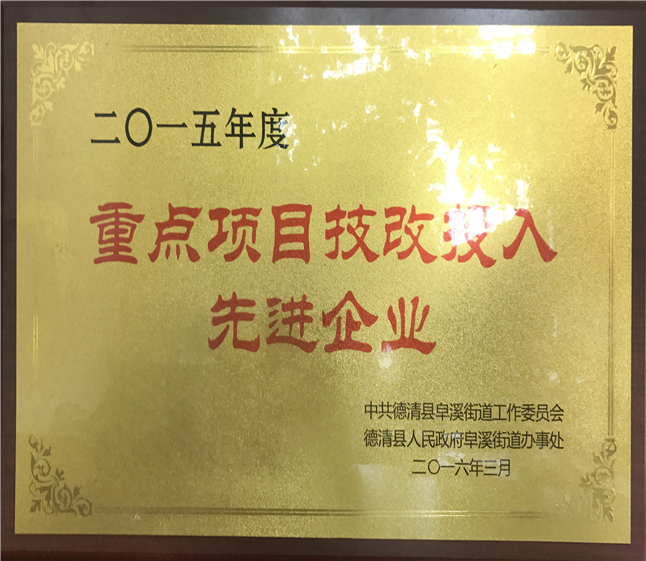 二〇一五年度
重点项目技改投入
先进企业
中共德清县阜溪街道工作委员会
德清县人民政府阜溪街道办事处
二〇一六年三月